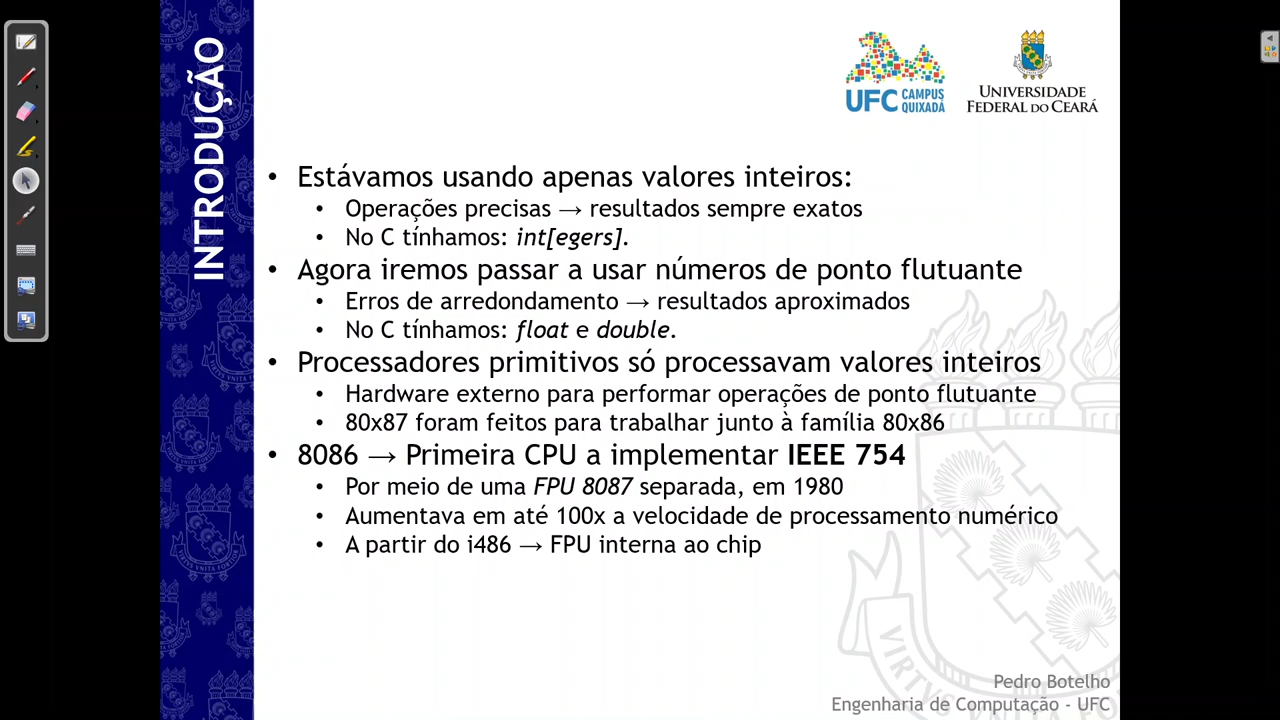 INTRODUÇÃO
UFC CAMPUS QUIXADÁ
UNIVERSIDADE
FEDERAL DO CEARÁ
• Estávamos usando apenas valores inteiros:
• Operações precisas → resultados sempre exatos
• No C tínhamos: int[egers].
• Agora iremos passar a usar números de ponto flutuante
• Erros de arredondamento → resultados aproximados
• No C tínhamos: float e double.
• Processadores primitivos só processavam valores inteiros
• Hardware externo para performar operações de ponto flutuante
• 80x87 foram feitos para trabalhar junto à família 80x86
• 8086 → Primeira CPU a implementar IEEE 754
• Por meio de uma FPU 8087 separada, em 1980
• Aumentava em até 100x a velocidade de processamento numérico
• A partir do i486 → FPU interna ao chip
Pedro Botelho
Engenharia de Computação - UFC